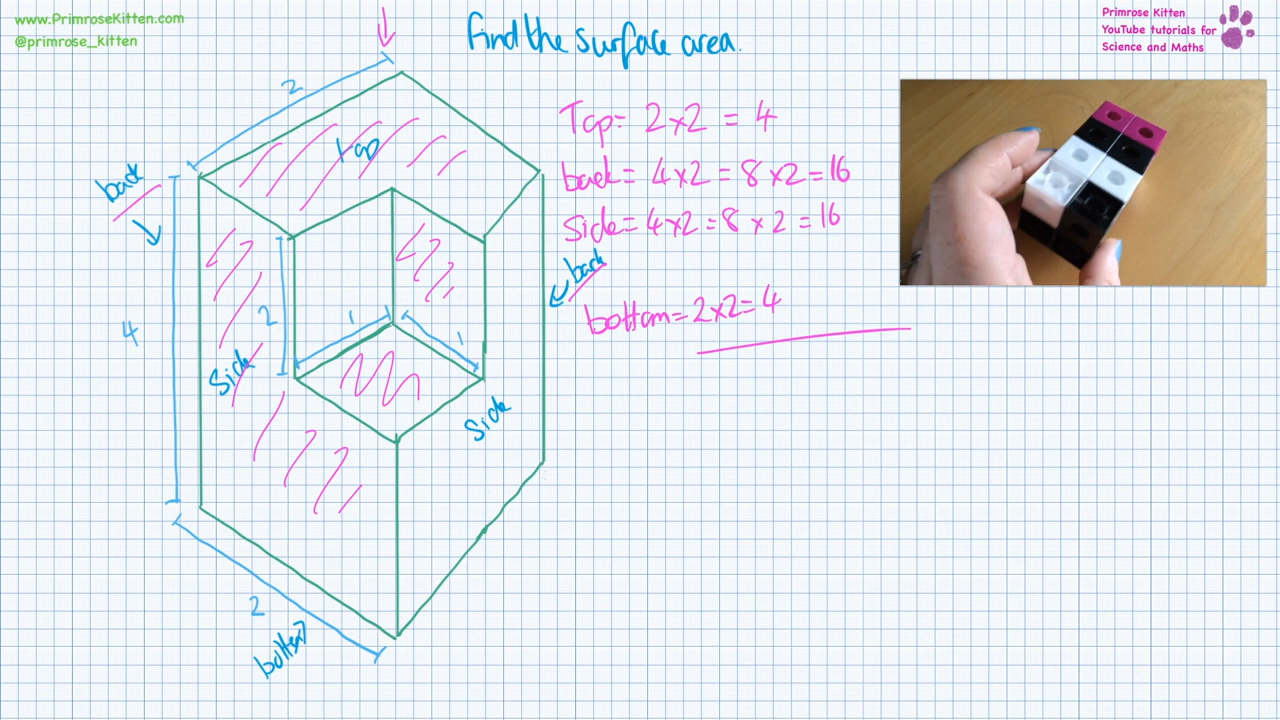 www.PrimroseKitten.com
@primrose_kitten
Find the surface area.
Primrose Kitten
YouTube tutorials for
Science and Maths
2
top
back
4
Side
2
1
1
back
Side
2
bottom
Top= 2x2 = 4
back= 4x2= 8 x2=16
Side=4x2=8 x 2 =16
bottom=2x2=4